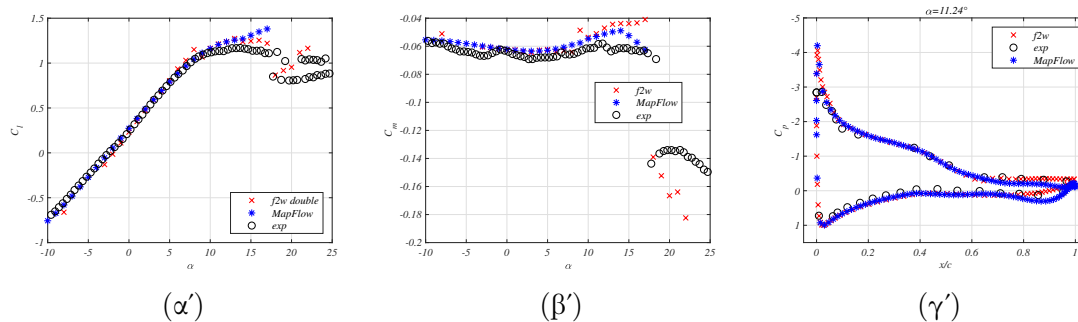 α=11.24°
1.5
1
0.5
0
-0.5
-1
C_l
-10 -5 0 5 10 15 20 25
α
f2w double
MapFlow
exp
-0.04
-0.06
-0.08
-0.1
-0.12
-0.14
-0.16
-0.18
-0.2
C_m
-10 -5 0 5 10 15 20 25
α
f2w
MapFlow
exp
-5
-4
-3
-2
-1
0
1
C_p
0 0.2 0.4 0.6 0.8 1
x/c
f2w
exp
MapFlow
(α′) (β′) (γ′)